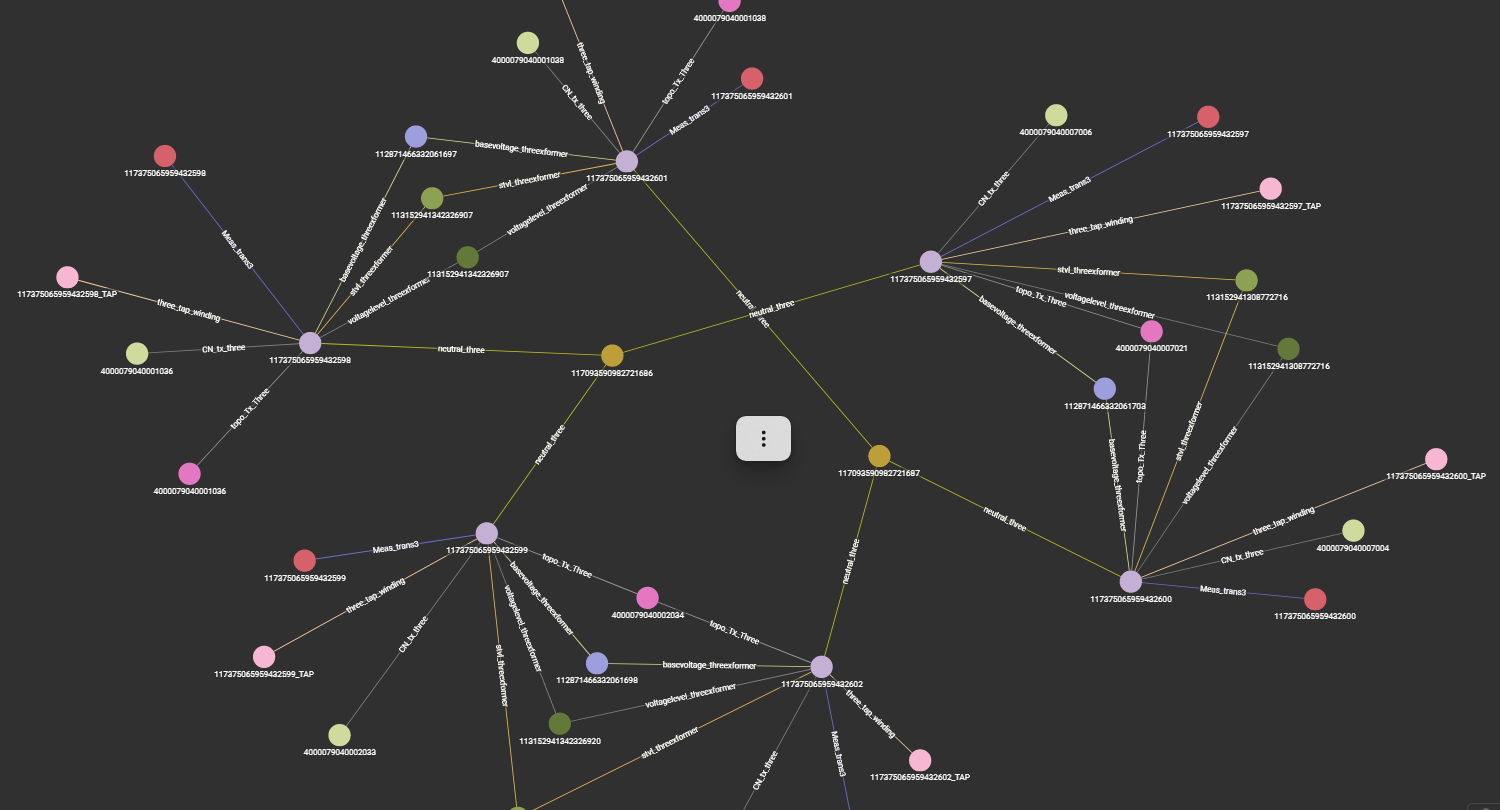 4000079040001038
4000079040001038
three_tap_winding
topo_Tx_Three
CN_tx_three
117375065959432601
Meas_trans3
4000079040007006
117375065959432597
basevoltage_threexformer
112871466332061697
117375065959432598
117375065959432601
stvl_threexformer
CN_tx_three
Meas_trans3
117375065959432597_TAP
113152941342326907
voltagelevel_threexformer
three_tap_winding
basevoltage_threexformer
Meas_trans3
stvl_threexformer
113152941342326907
stvl_threexformer
117375065959432597
117375065959432598_TAP
three_tap_winding
voltagelevel_threexformer
neutral_three
neutral_three
topo_Tx_Three
voltagelevel_threexformer
113152941308772716
basevoltage_threexformer
CN_tx_three
neutral_three
117375065959432598
4000079040001036
117093590982721686
4000079040007021
113152941308772716
topo_Tx_Three
112871466332061703
neutral_three
basevoltage_threexformer
topo_Tx_Three
stvl_threexformer
voltagelevel_threexformer
4000079040001036
117093590982721687
117375065959432600_TAP
neutral_three
three_tap_winding
Meas_trans3
117375065959432599
CN_tx_three
4000079040007004
117375065959432599
topo_Tx_Three
neutral_three
117375065959432600
Meas_trans3
117375065959432600
three_tap_winding
basevoltage_threexformer
voltagelevel_threexformer
4000079040002034
topo_Tx_Three
CN_tx_three
stvl_threexformer
117375065959432599_TAP
112871466332061698
basevoltage_threexformer
117375065959432602
voltagelevel_threexformer
three_tap_winding
4000079040002033
113152941342326920
stvl_threexformer
CN_tx_three
Meas_trans3
117375065959432602_TAP